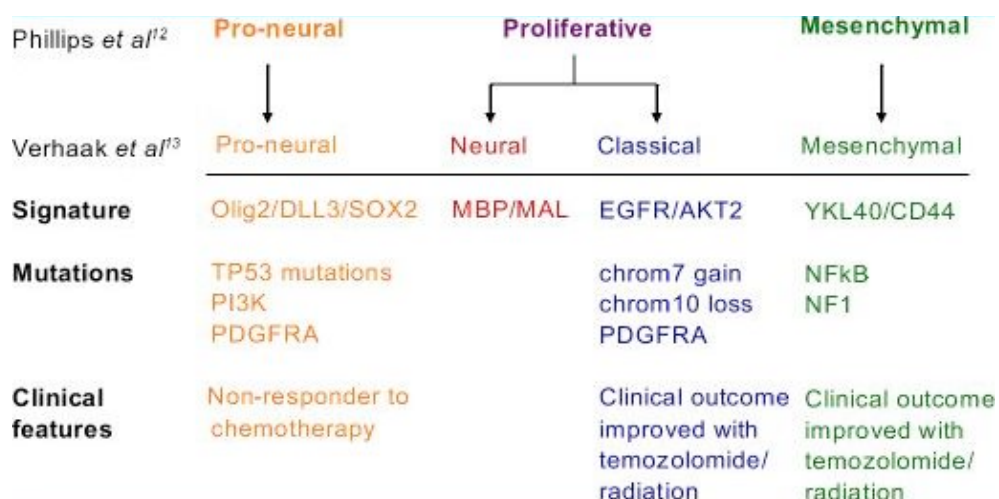 Phillips et al12 Pro-neural Proliferative Mesenchymal
Verhaak et al13 Pro-neural Neural Classical Mesenchymal
Signature Olig2/DLL3/SOX2 MBP/MAL EGFR/AKT2 YKL40/CD44
Mutations TP53 mutations chrom7 gain NFkB
PI3K chrom10 loss NF1
PDGFRA PDGFRA
Clinical Non-responder to Clinical outcome Clinical outcome
features chemotherapy improved with improved with
temozolomide/ temozolomide/
radiation radiation